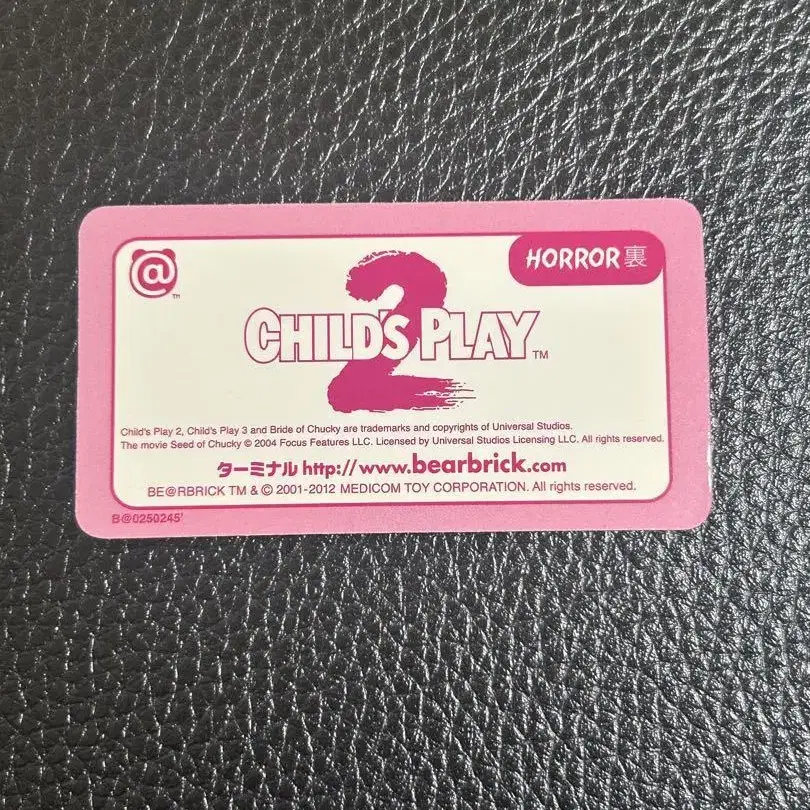 @
TM
HORROR裏
2
CHILD'S PLAY TM
Child's Play 2, Child's Play 3 and Bride of Chucky are trademarks and copyrights of Universal Studios.
The movie Seed of Chucky © 2004 Focus Features LLC. Licensed by Universal Studios Licensing LLC. All rights reserved.
ターミナル http://www.bearbrick.com
BE@RBRICK TM & © 2001-2012 MEDICOM TOY CORPORATION. All rights reserved.
B@0250245'